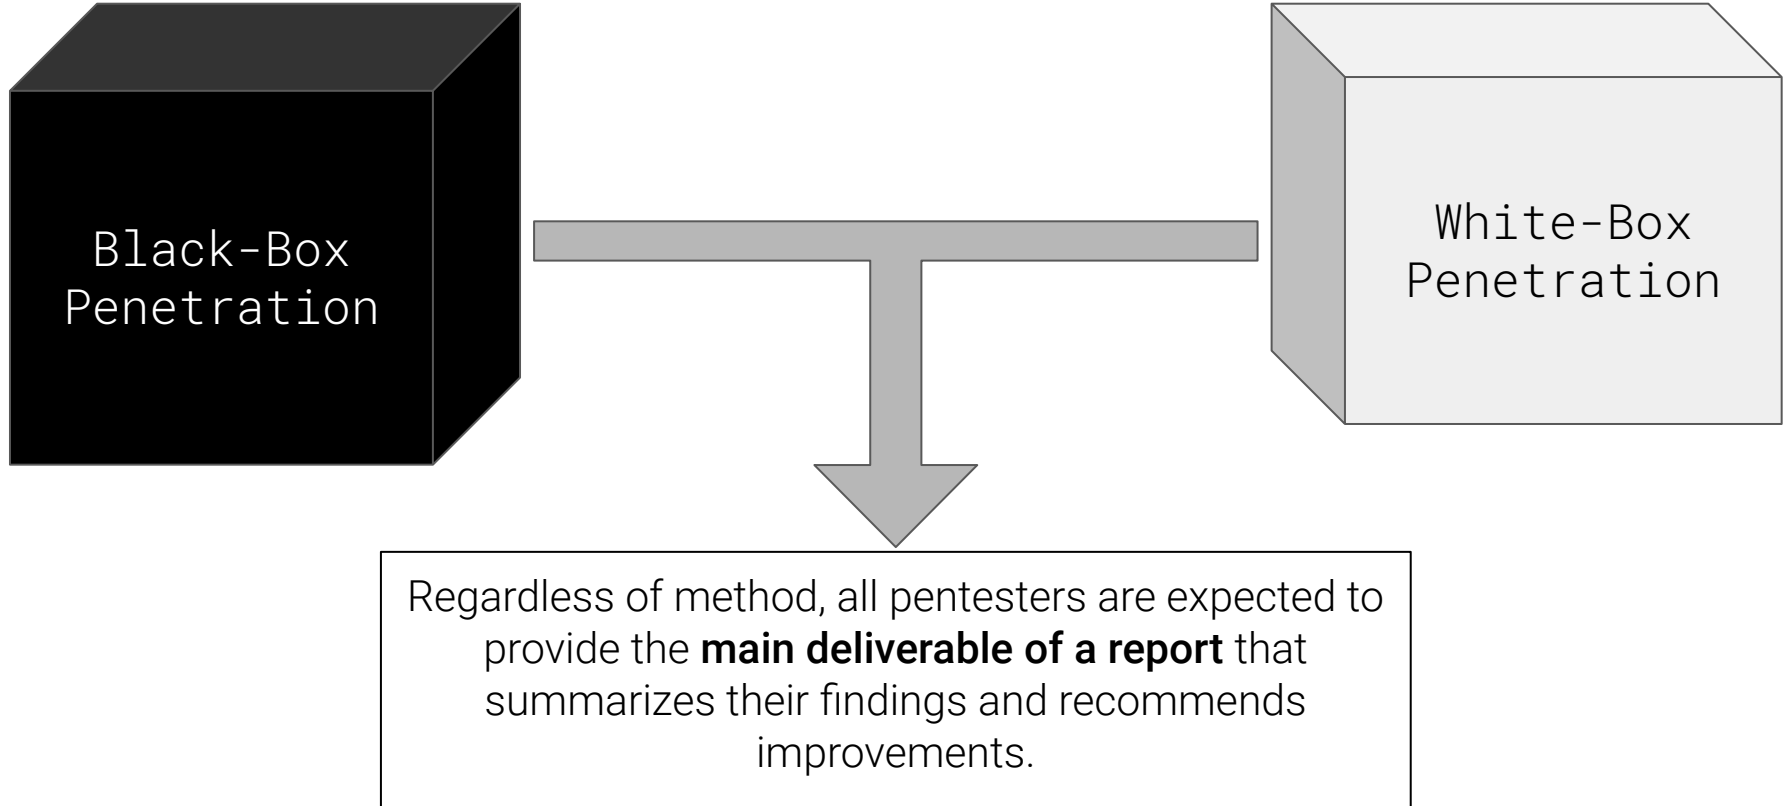 Black-Box
Penetration
White-Box
Penetration
Regardless of method, all pentesters are expected to
provide the main deliverable of a report that
summarizes their findings and recommends
improvements.